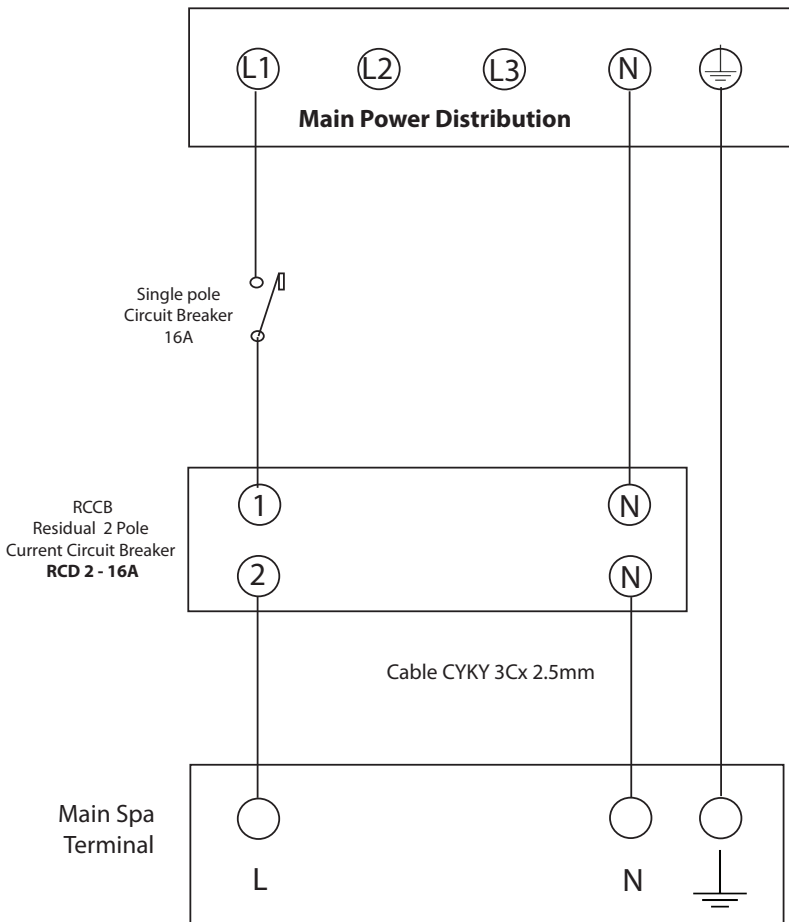 L1 L2 L3 N
Main Power Distribution
Single pole
Circuit Breaker
16A
RCCB
Residual  2 Pole
Current Circuit Breaker
RCD 2 - 16A
1 N
2 N
Cable CYKY 3Cx 2.5mm
Main Spa
Terminal
L N